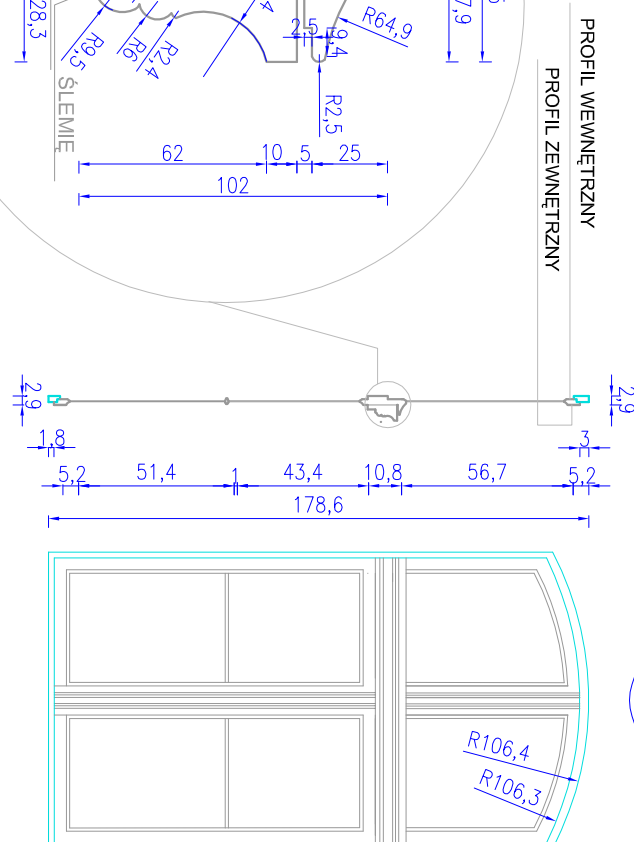 28,3
R9,5
R6
R2,4
4
2,5
9,4
R64,9
7,9
R2,5
ŚLEMIĘ
62
10
5
25
102
PROFIL WEWNĘTRZNY
PROFIL ZEWNĘTRZNY
2,9
2,9
1,8
3
5,2
51,4
1
43,4
10,8
56,7
5,2
178,6
R106,4
R106,3